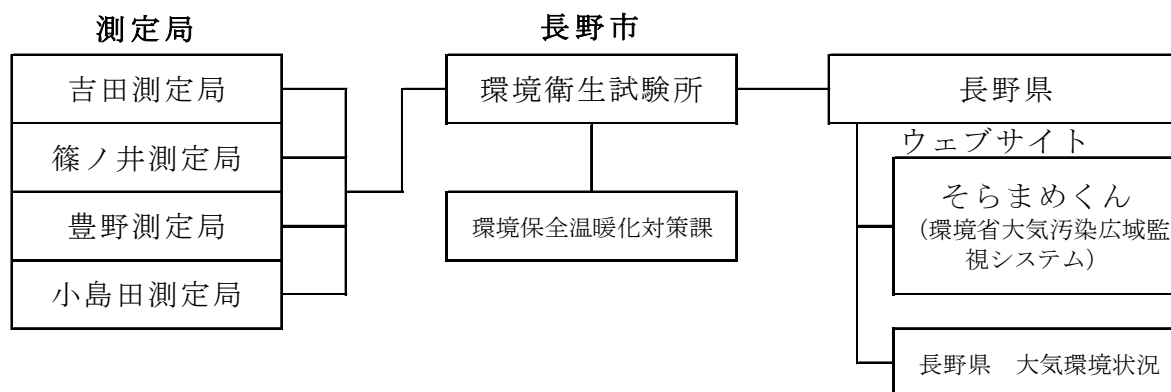 測定局
吉田測定局
篠ノ井測定局
豊野測定局
小島田測定局
長野市
環境衛生試験所
環境保全温暖化対策課
長野県
ウェブサイト
そらまめくん
(環境省大気汚染広域監
視システム)
長野県　大気環境状況